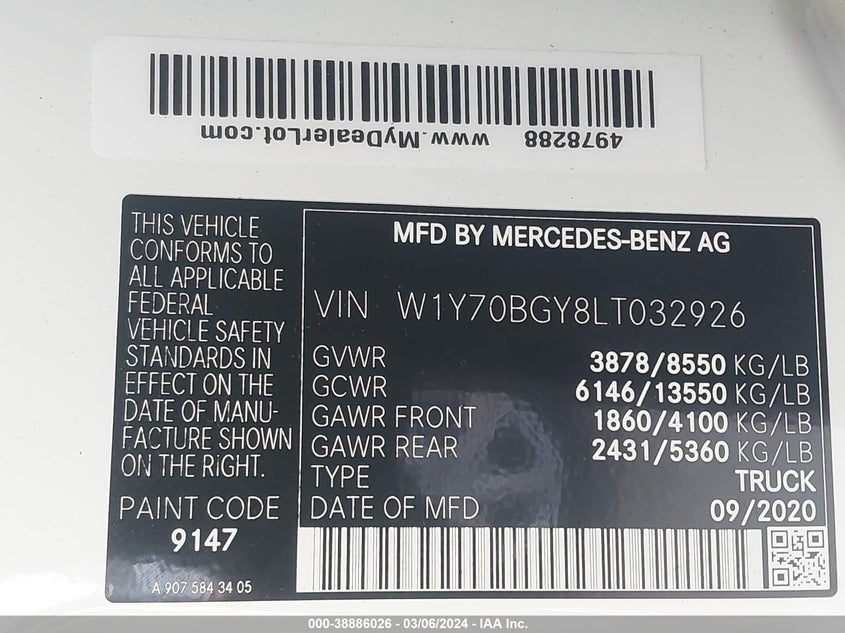 4978288 www.MyDealerLot.com
THIS VEHICLE
CONFORMS TO
ALL APPLICABLE
FEDERAL
VEHICLE SAFETY
STANDARDS IN
EFFECT ON THE
DATE OF MANU-
FACTURE SHOWN
ON THE RIGHT.
PAINT CODE
9147
A 907 584 34 05
MFD BY MERCEDES-BENZ AG
VIN W1Y70BGY8LT032926
GVWR 3878/8550 KG/LB
GCWR 6146/13550 KG/LB
GAWR FRONT 1860/4100 KG/LB
GAWR REAR 2431/5360 KG/LB
TYPE TRUCK
DATE OF MFD 09/2020
000-38886026 - 03/06/2024 - IAA Inc.